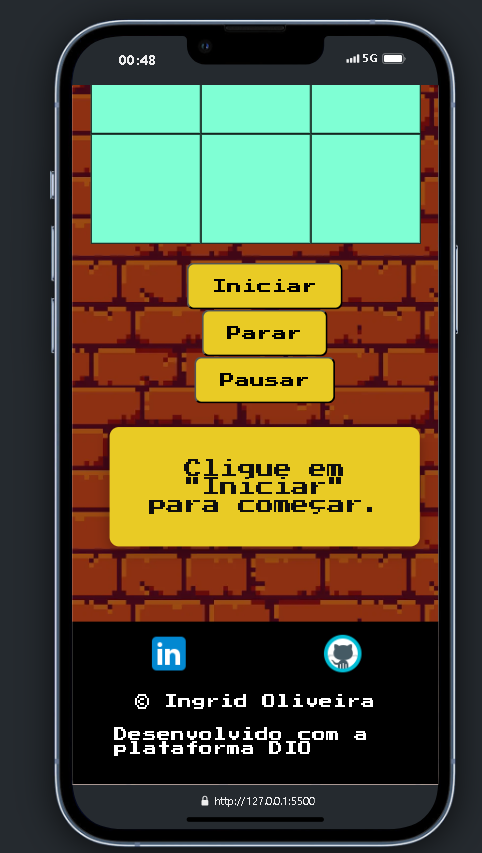 00:48
5G
Iniciar
Parar
Pausar
Clique em
"Iniciar"
para começar.
in
© Ingrid Oliveira
Desenvolvido com a
plataforma DIO
http://127.0.0.1:5500